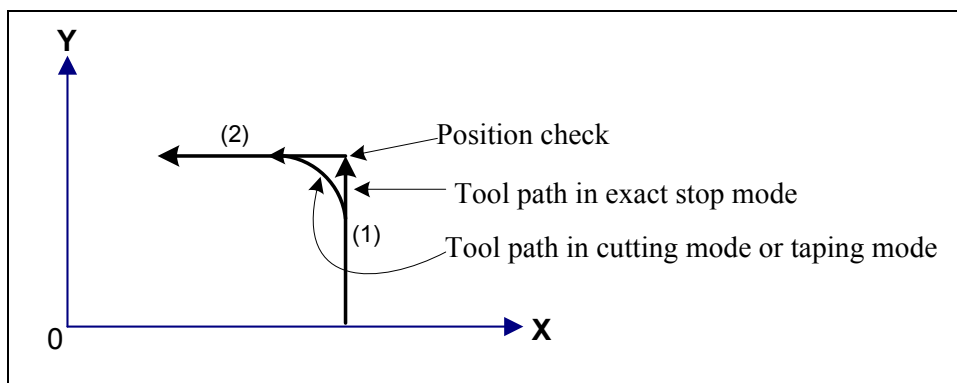 Y
(2)
Position check
Tool path in exact stop mode
(1)
Tool path in cutting mode or taping mode
0
X